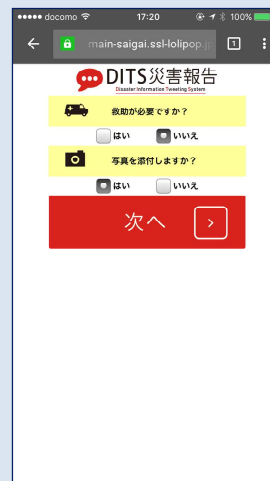 docomo 17:20 100%
main-saigai.ssl-lolipop.j 1
DITS災害報告
Disaster Information Tweeting System
救助が必要ですか？
はい いいえ
写真を添付しますか？
はい いいえ
次へ